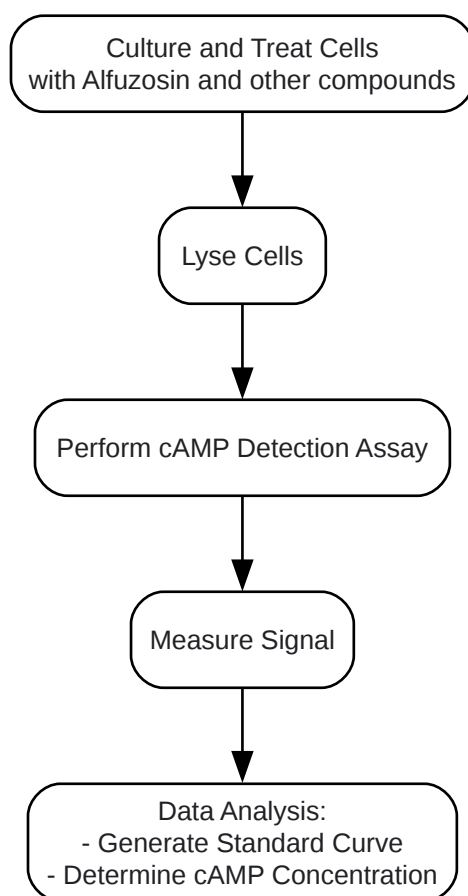 Culture and Treat Cells
with Alfuzosin and other compounds
Lyse Cells
Perform cAMP Detection Assay
Measure Signal
Data Analysis:
- Generate Standard Curve
- Determine cAMP Concentration